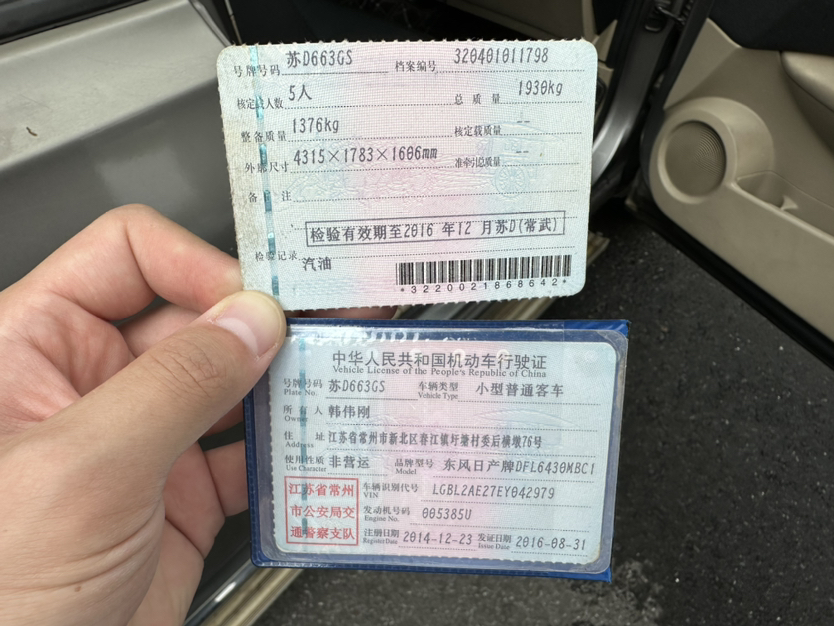 号牌号码 苏D663GS 档案编号 320401011798
核定载人数 5人 总质量 1930kg
整备质量 1376kg 核定载质量 --
外廓尺寸 4315×1783×1606mm 准牵引总质量 --
备注
检验有效期至2016 年12 月苏D(常武)
检验记录
汽油
*3220021868642*
中华人民共和国机动车行驶证
Vehicle License of the People's Republic of China
号牌号码 苏D663GS 车辆类型 小型普通客车
Plate No. Vehicle Type
所有人 韩伟刚
Owner
住址 江苏省常州市新北区春江镇圩塘村委后横墩76号
Address
使用性质 非营运 品牌型号 东风日产牌DFL6430MBC1
Use Character Model
江苏省常州
市公安局交
通警察支队
车辆识别代号 LGBL2AE27EY042979
VIN
发动机号码 005385U
Engine No.
注册日期 2014-12-23 发证日期 2016-08-31
Register Date Issue Date